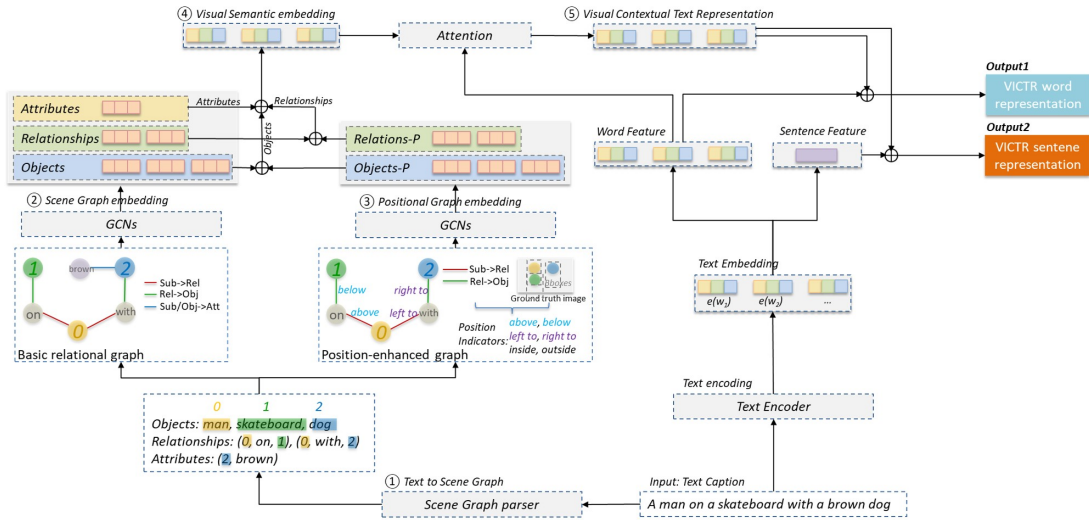 ④ Visual Semantic embedding
⑤ Visual Contextual Text Representation
Attention
Output1
VICTR word
representation
Output2
VICTR sentene
representation
Attributes
Relationships
Objects
Attributes
Relationships
Objects
Relations-P
Objects-P
Word Feature
Sentence Feature
② Scene Graph embedding
GCNs
③ Positional Graph embedding
GCNs
1
brown
2
on
with
0
Sub->Rel
Rel->Obj
Sub/Obj->Att
Basic relational graph
1
2
below
right to
on
above
left to
with
0
Sub->Rel
Rel->Obj
bboxes
Ground truth image
Position
Indicators:
above, below
left to, right to
inside, outside
Position-enhanced graph
Text Embedding
e(w₁)
e(w₂)
...
0 1 2
Objects: man, skateboard, dog
Relationships: (0, on, 1), (0, with, 2)
Attributes: (2, brown)
Text encoding
Text Encoder
① Text to Scene Graph
Scene Graph parser
Input: Text Caption
A man on a skateboard with a brown dog